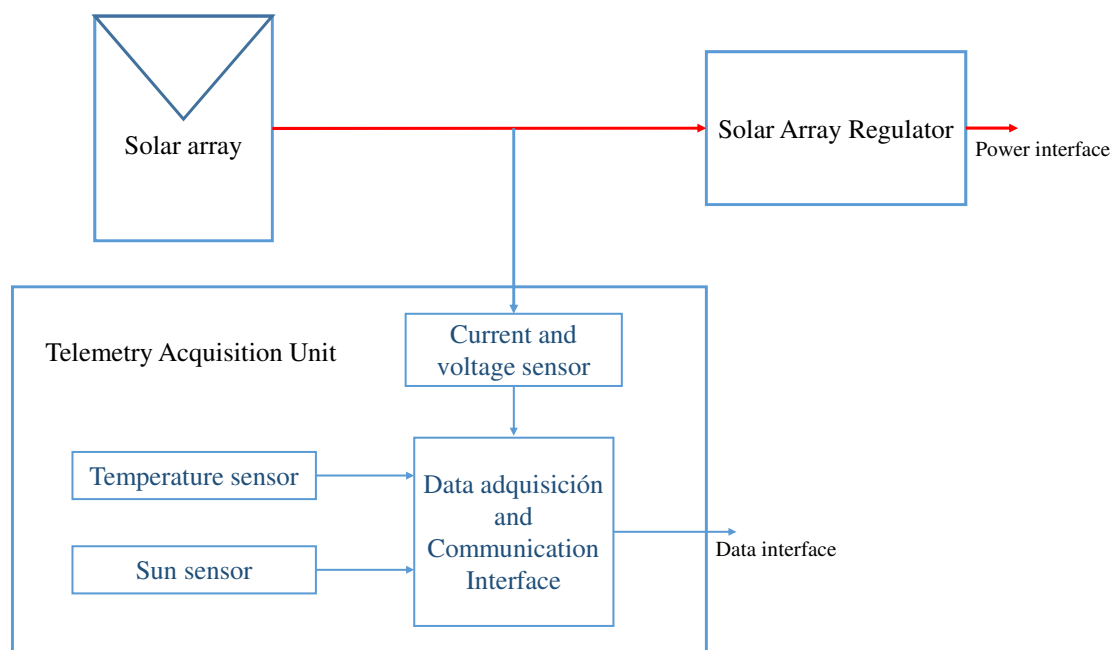 Solar array
Solar Array Regulator
Power interface
Telemetry Acquisition Unit
Current and
voltage sensor
Temperature sensor
Sun sensor
Data adquisición
and
Communication
Interface
Data interface